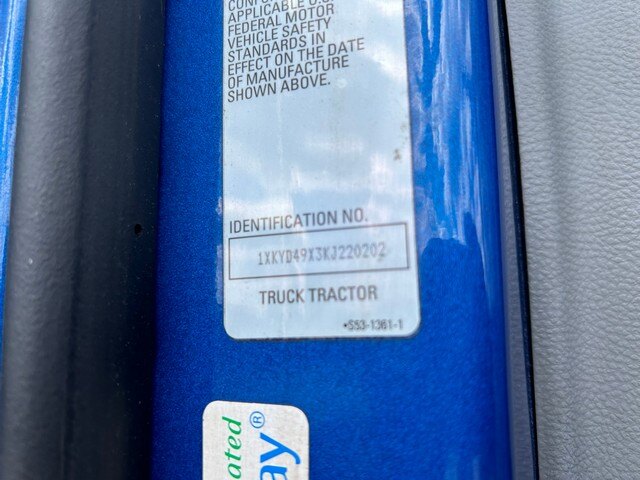 APPLICABLE U.S.
FEDERAL MOTOR
VEHICLE SAFETY
STANDARDS IN
EFFECT ON THE DATE
OF MANUFACTURE
SHOWN ABOVE.
IDENTIFICATION NO.
1XKYD49X3KJ220202
TRUCK TRACTOR
•S53-1361-1
ated
ay®